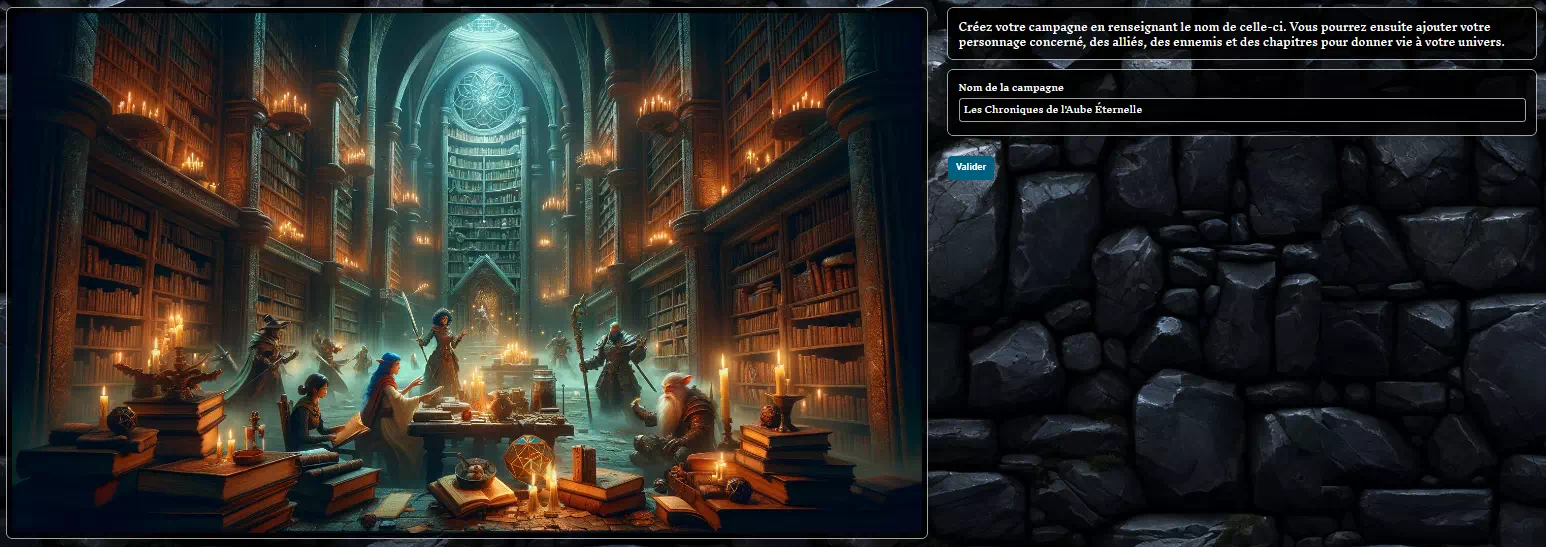 Créez votre campagne en renseignant le nom de celle-ci. Vous pourrez ensuite ajouter votre
personnage concerné, des alliés, des ennemis et des chapitres pour donner vie à votre univers.
Nom de la campagne
Les Chroniques de l'Aube Éternelle
Valider